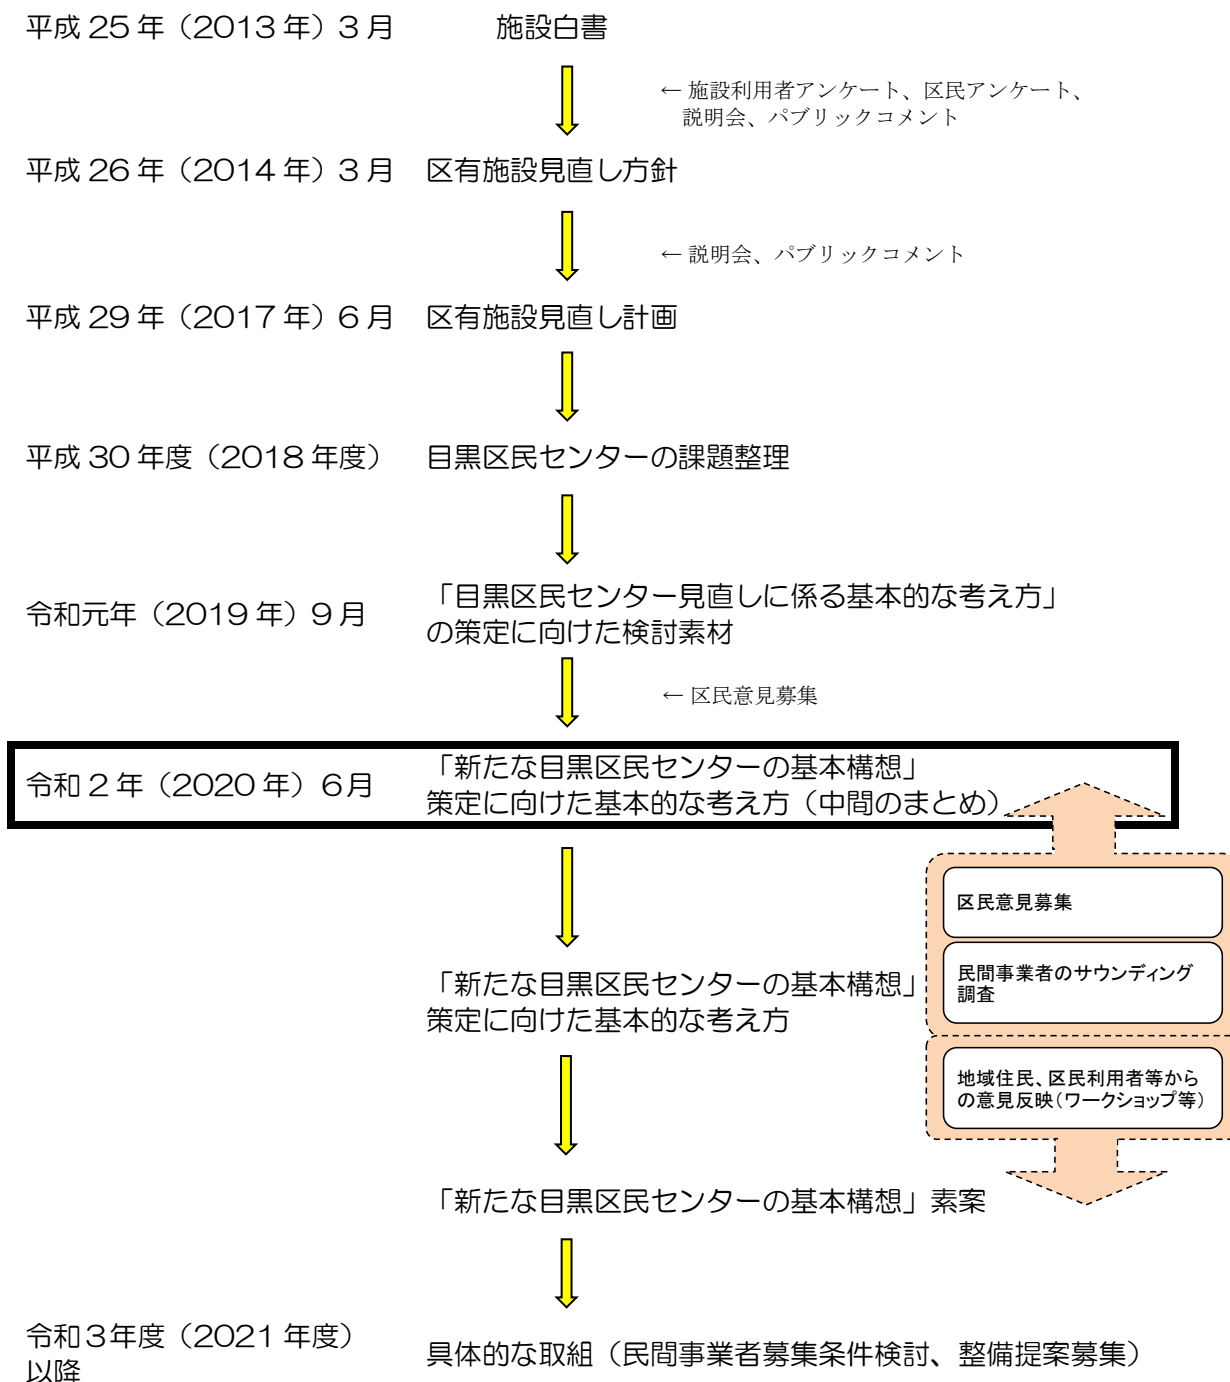 平成25年（2013年）3月 施設白書
← 施設利用者アンケート、区民アンケート、
説明会、パブリックコメント
平成26年（2014年）3月 区有施設見直し方針
← 説明会、パブリックコメント
平成29年（2017年）6月 区有施設見直し計画
平成30年度（2018年度） 目黒区民センターの課題整理
令和元年（2019年）9月
「目黒区民センター見直しに係る基本的な考え方」
の策定に向けた検討素材
← 区民意見募集
令和2年（2020年）6月
「新たな目黒区民センターの基本構想」
策定に向けた基本的な考え方（中間のまとめ）
区民意見募集
民間事業者のサウンディング
調査
「新たな目黒区民センターの基本構想」
策定に向けた基本的な考え方
地域住民、区民利用者等から
の意見反映（ワークショップ等）
「新たな目黒区民センターの基本構想」素案
令和3年度（2021年度）
以降
具体的な取組（民間事業者募集条件検討、整備提案募集）